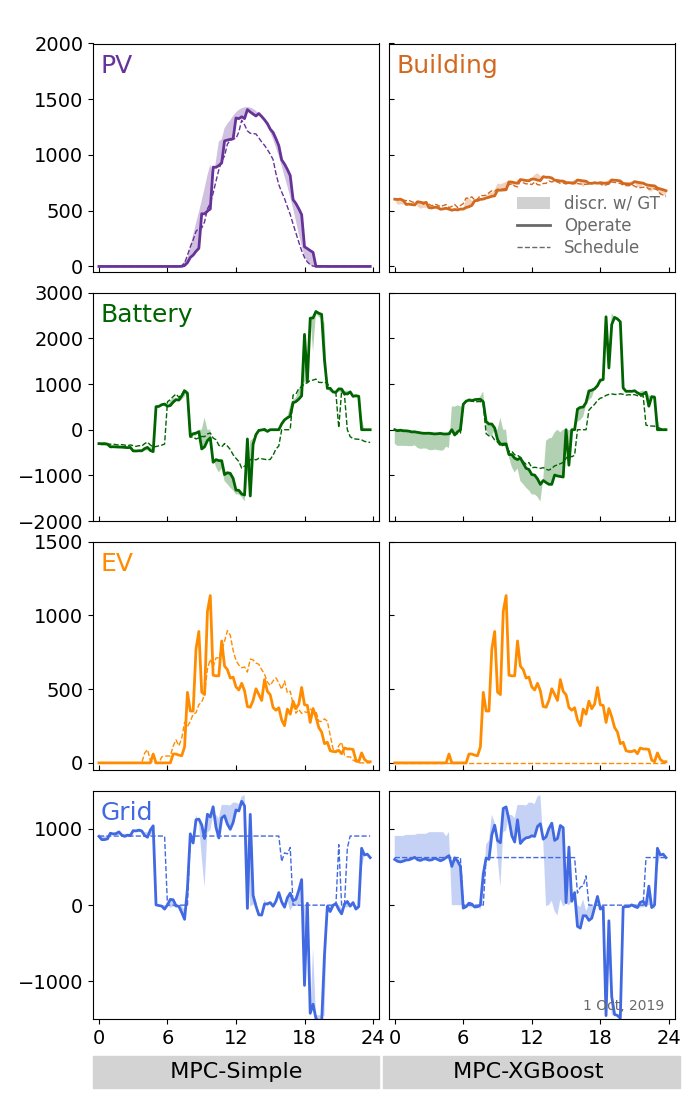 2000
1500
1000
500
0
PV
Building
discr. w/ GT
Operate
Schedule
3000
2000
1000
0
−1000
−2000
Battery
1500
1000
500
0
EV
1000
0
−1000
Grid
1 Oct, 2019
0 6 12 18 24 0 6 12 18 24
MPC-Simple MPC-XGBoost